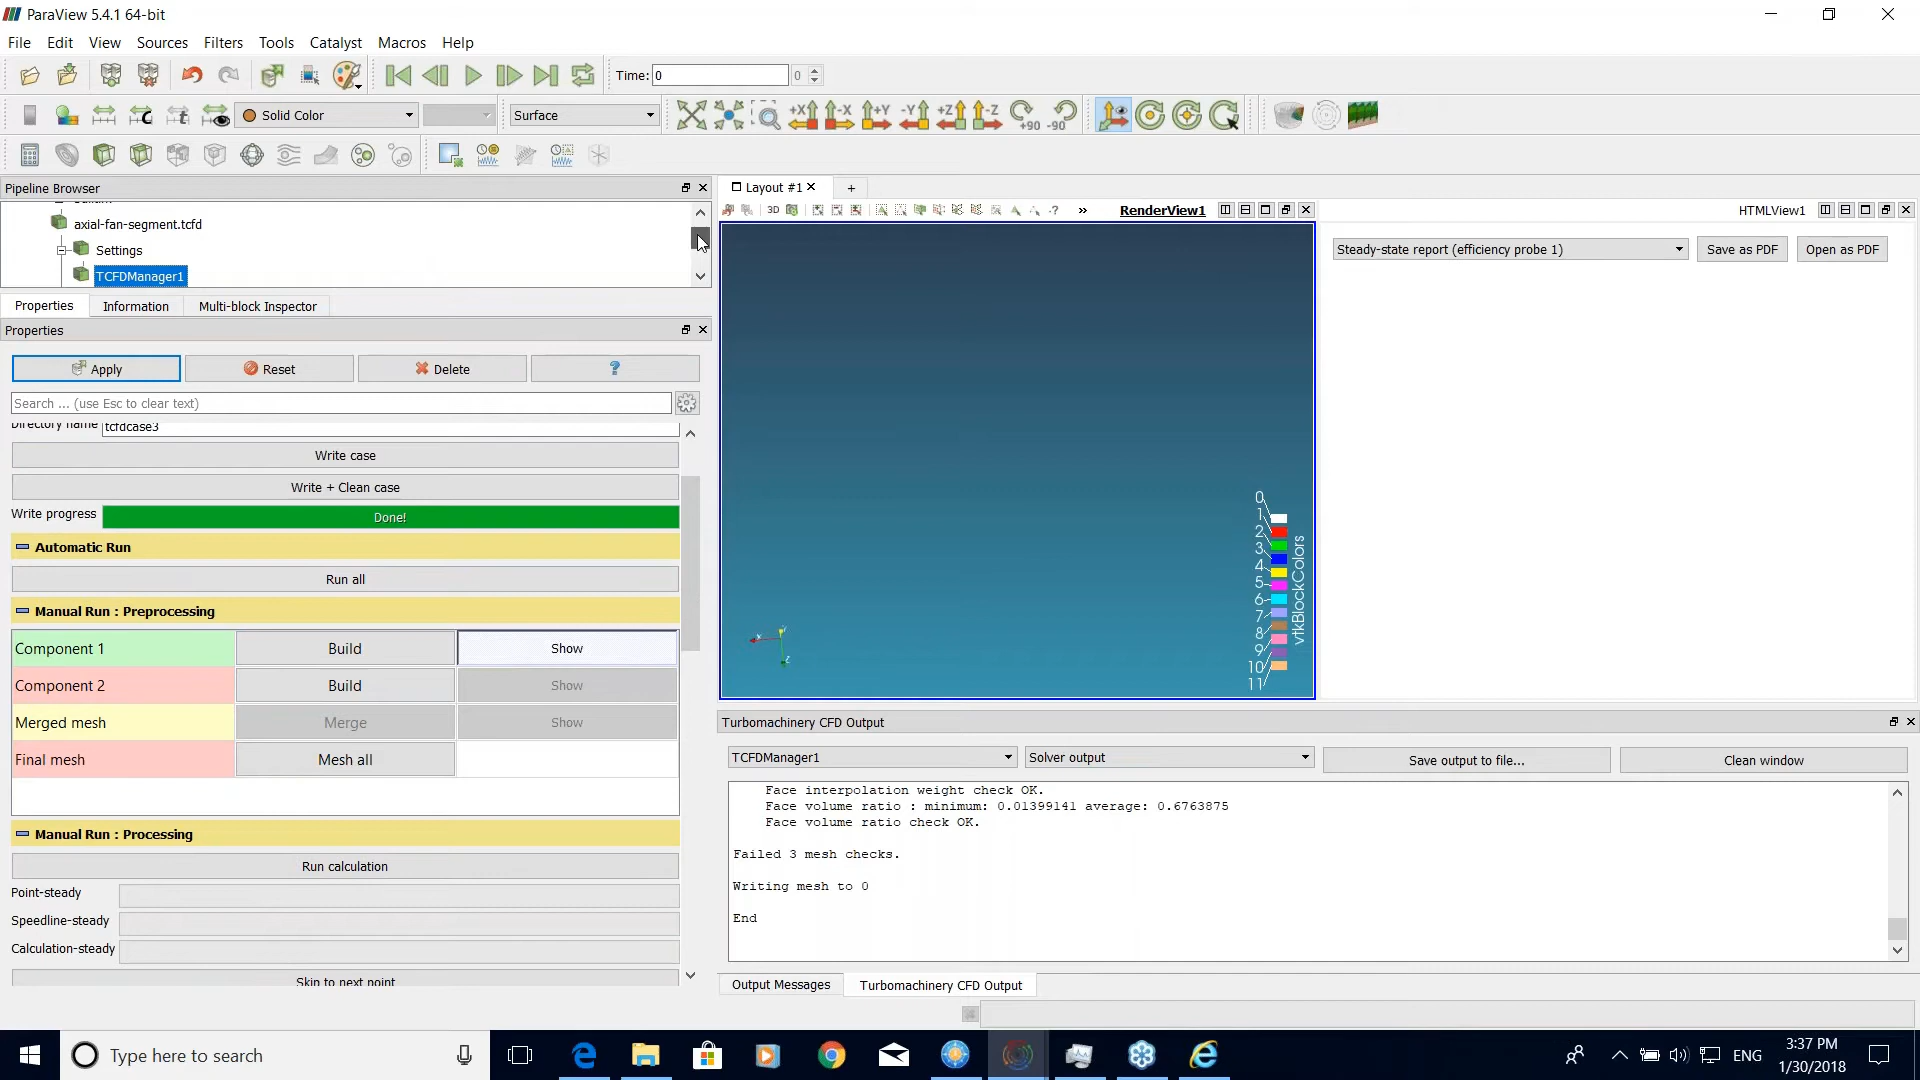 ParaView 5.4.1 64-bit
File Edit View Sources Filters Tools Catalyst Macros Help
Time: 0 0
Solid Color Surface +X -X +Y -Y +Z -Z +90 -90
Pipeline Browser
axial-fan-segment.tcfd
Settings
TCFDManager1
Properties Information Multi-block Inspector
Properties
Apply Reset Delete ?
Search ... (use Esc to clear text)
Directory name tcfdcase3
Write case
Write + Clean case
Write progress Done!
Automatic Run
Run all
Manual Run : Preprocessing
Component 1 Build Show
Component 2 Build Show
Merged mesh Merge Show
Final mesh Mesh all
Manual Run : Processing
Run calculation
Point-steady
Speedline-steady
Calculation-steady
Skip to next point
Layout #1 +
3D ? » RenderView1
HTMLView1
Steady-state report (efficiency probe 1) Save as PDF Open as PDF
0
1
2
3
4
5
6
7
8
9
10
11
vtkBlockColors
X Y Z
Turbomachinery CFD Output
TCFDManager1 Solver output Save output to file... Clean window
Face interpolation weight check OK.
Face volume ratio : minimum: 0.01399141 average: 0.6763875
Face volume ratio check OK.
Failed 3 mesh checks.
Writing mesh to 0
End
Output Messages Turbomachinery CFD Output
Type here to search
ENG
3:37 PM
1/30/2018